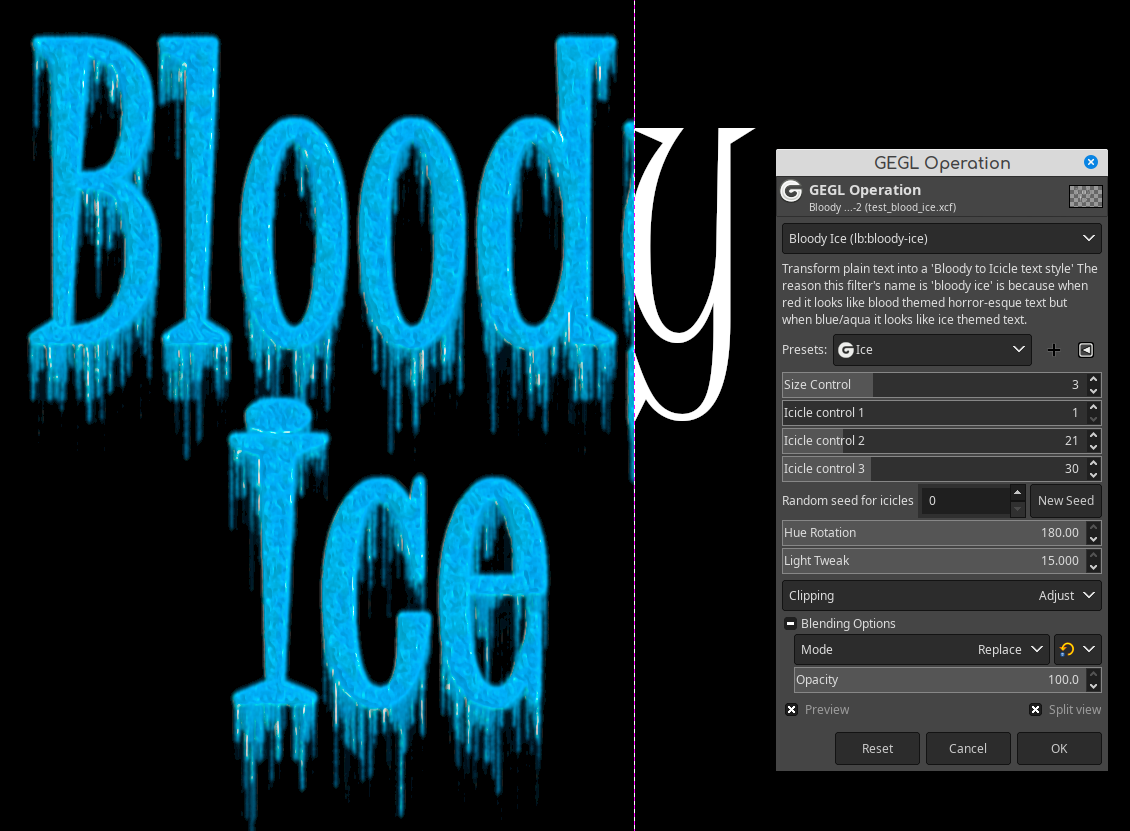 Bloody
Ice
GEGL Operation
GEGL Operation
Bloody ...-2 (test_blood_ice.xcf)
Bloody Ice (lb:bloody-ice)
Transform plain text into a 'Bloody to Icicle text style' The
reason this filter's name is 'bloody ice' is because when
red it looks like blood themed horror-esque text but
when blue/aqua it looks like ice themed text.
Presets: Ice
Size Control 3
Icicle control 1 1
Icicle control 2 21
Icicle control 3 30
Random seed for icicles 0 New Seed
Hue Rotation 180.00
Light Tweak 15.000
Clipping Adjust
Blending Options
Mode Replace
Opacity 100.0
Preview Split view
Reset Cancel OK